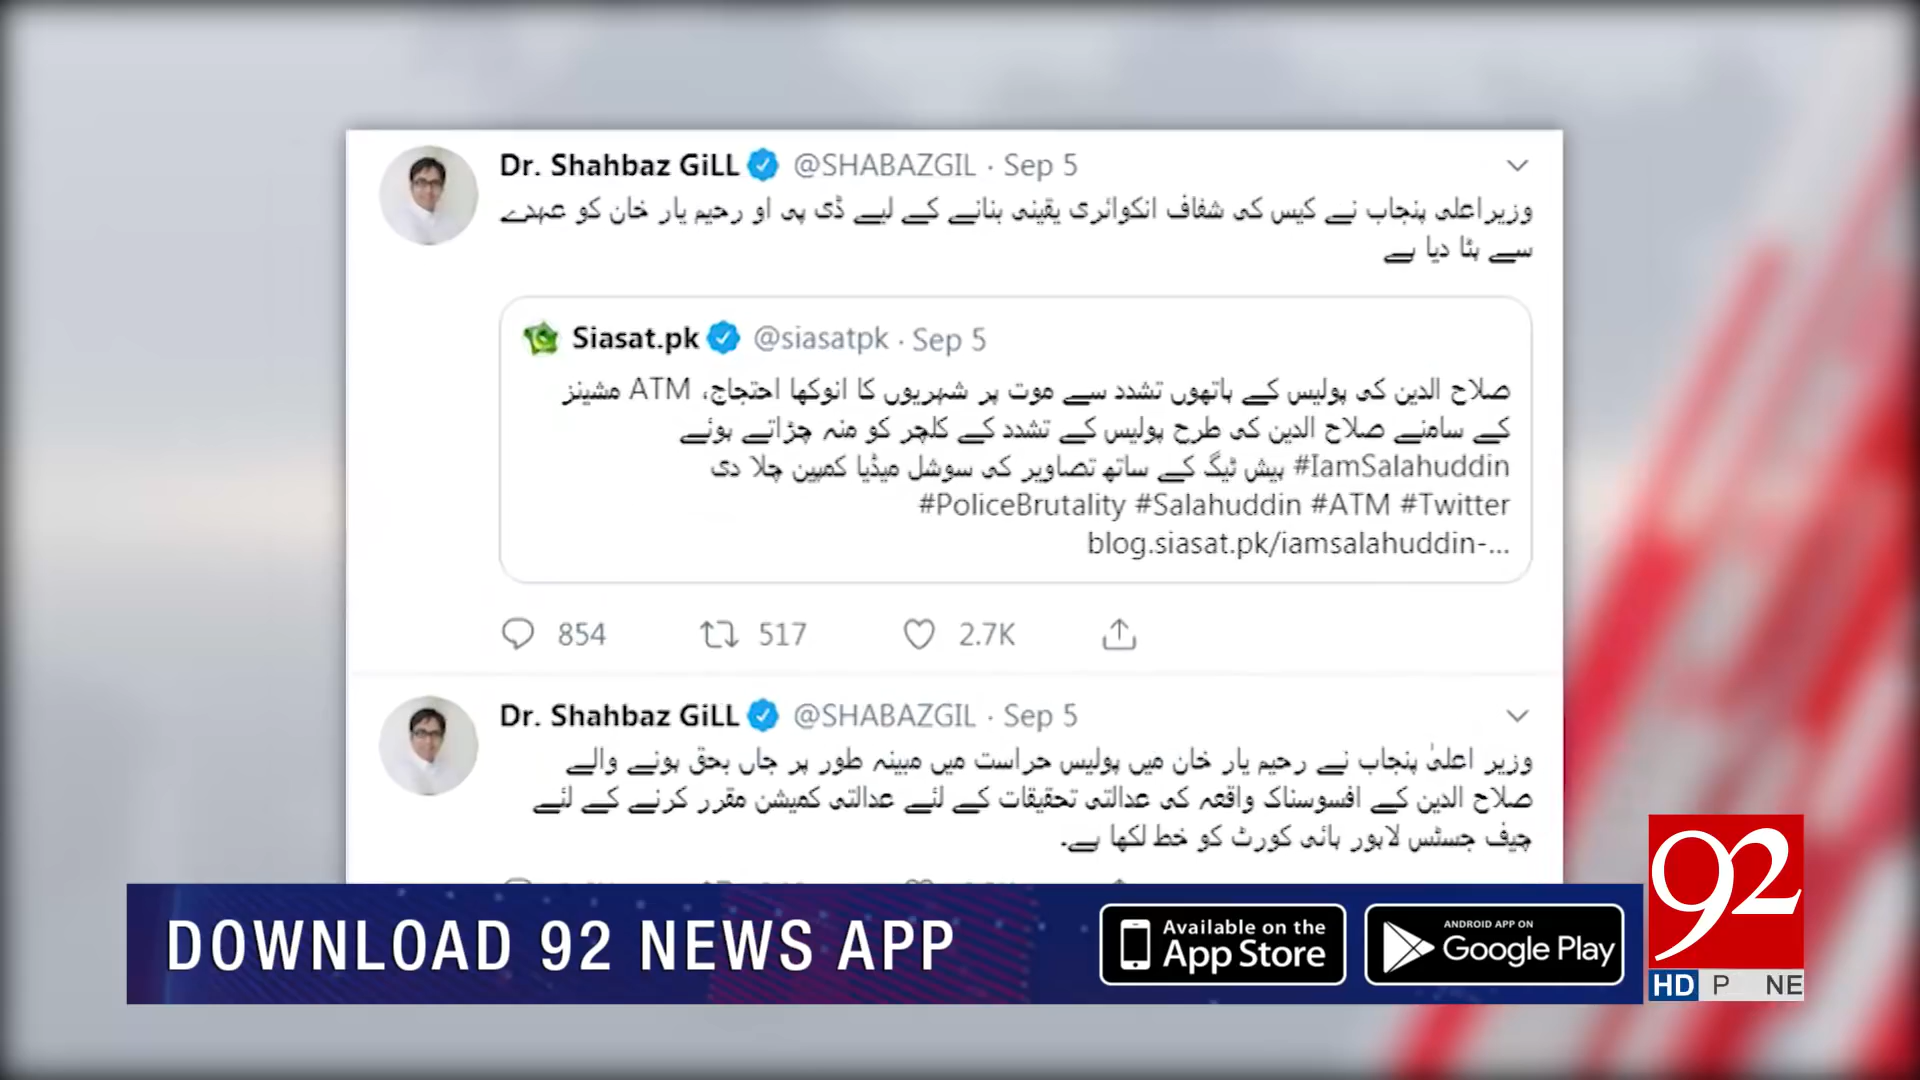 Dr. Shahbaz GiLL @SHABAZGIL · Sep 5
وزیراعلی پنجاب نے کیس کی شفاف انکوائری یقینی بنانے کے لیے ڈی پی او رحیم یار خان کو عہدے
سے ہٹا دیا ہے
Siasat.pk @siasatpk · Sep 5
صلاح الدین کی پولیس کے ہاتھوں تشدد سے موت پر شہریوں کا انوکھا احتجاج، ATM مشینز
کے سامنے صلاح الدین کی طرح پولیس کے تشدد کے کلچر کو منہ چڑاتے ہوئے
#IamSalahuddin ہیش ٹیگ کے ساتھ تصاویر کی سوشل میڈیا کمپین چلا دی
#PoliceBrutality #Salahuddin #ATM #Twitter
blog.siasat.pk/iamsalahuddin-...
854 517 2.7K
Dr. Shahbaz GiLL @SHABAZGIL · Sep 5
وزیر اعلیٰ پنجاب نے رحیم یار خان میں پولیس حراست میں مبینہ طور پر جاں بحق ہونے والے
صلاح الدین کے افسوسناک واقعہ کی عدالتی تحقیقات کے لئے عدالتی کمیشن مقرر کرنے کے لئے
چیف جسٹس لاہور ہائی کورٹ کو خط لکھا ہے۔
DOWNLOAD 92 NEWS APP
Available on the
App Store
ANDROID APP ON
Google Play
92
HD P NE